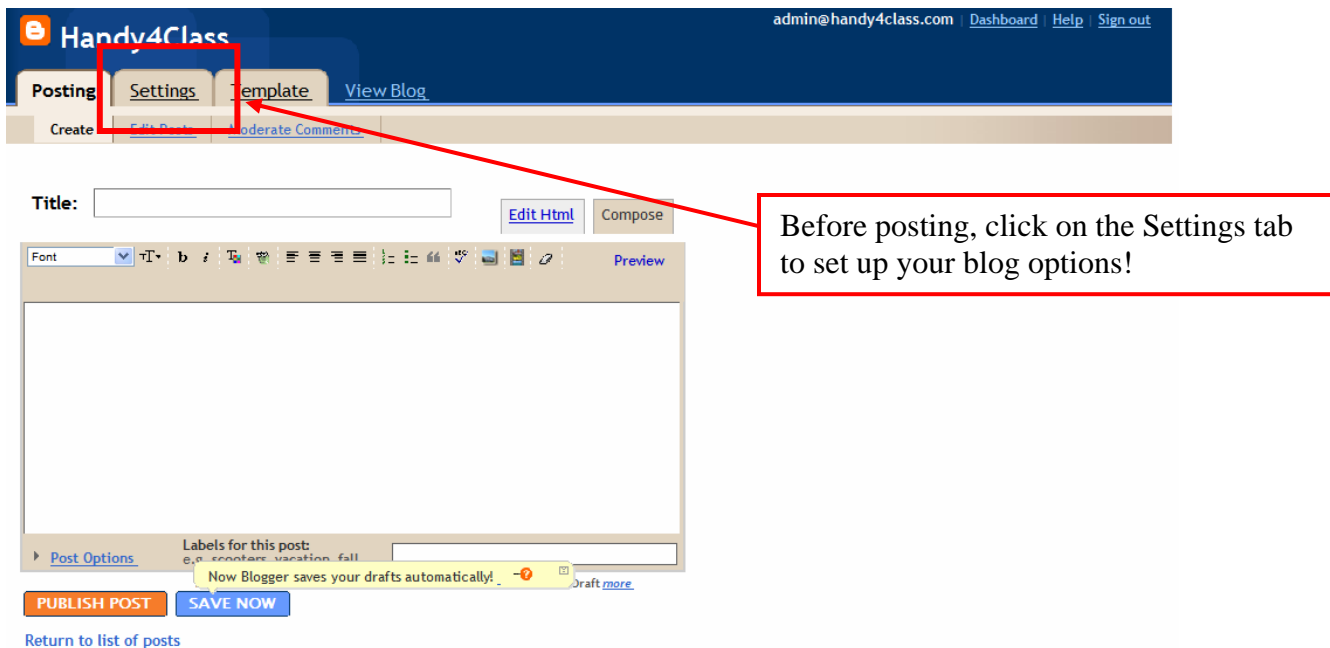 admin@handy4class.com | Dashboard | Help | Sign out
Handy4Class
Posting Settings Template View Blog
Create Edit Posts Moderate Comments
Title:
Edit Html Compose
Font Preview
Before posting, click on the Settings tab
to set up your blog options!
Post Options
Labels for this post:
e.g. scooters, vacation, fall
Now Blogger saves your drafts automatically!
Draft more
PUBLISH POST SAVE NOW
Return to list of posts